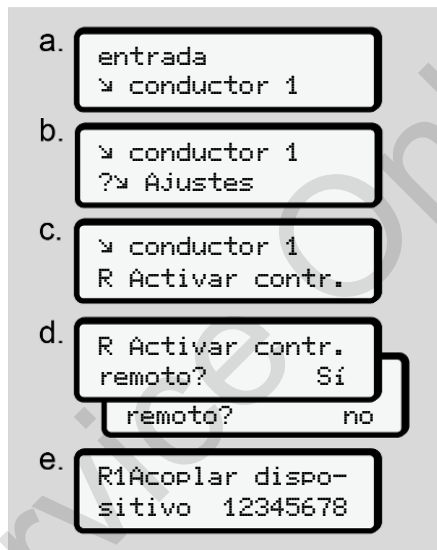 a.
entrada
↘ conductor 1
b.
↘ conductor 1
?↘ Ajustes
c.
↘ conductor 1
R Activar contr.
d.
R Activar contr.
remoto? Sí
remoto? no
e.
R1Acoplar dispo-
sitivo 12345678